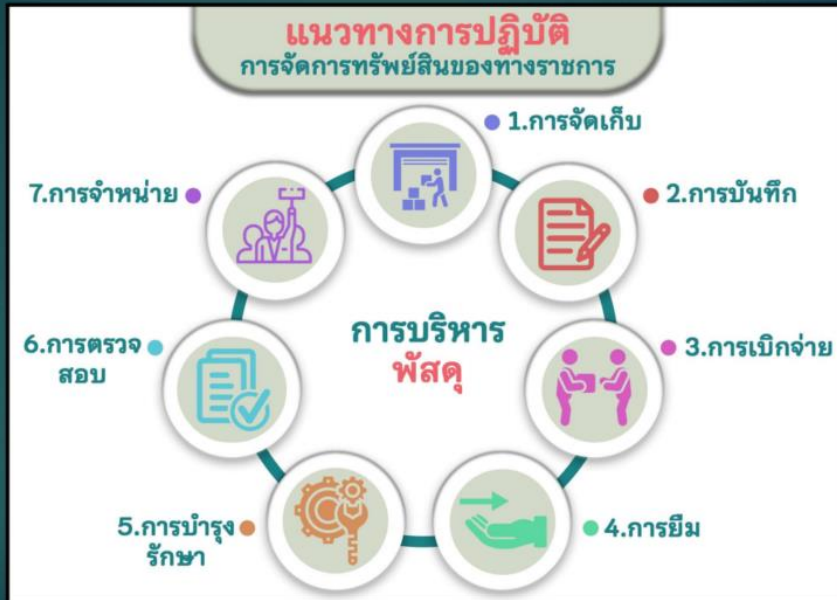 แนวทางการปฏิบัติ
การจัดการทรัพย์สินของทางราชการ
1.การจัดเก็บ
2.การบันทึก
3.การเบิกจ่าย
4.การยืม
5.การบำรุง
รักษา
6.การตรวจ
สอบ
7.การจำหน่าย
การบริหาร
พัสดุ